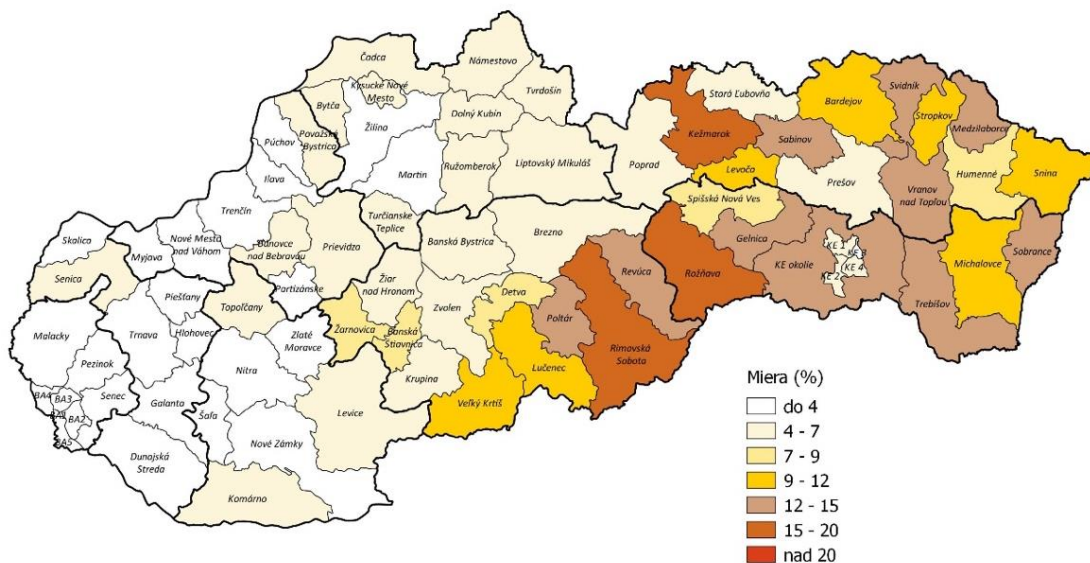 Čadca
Námestovo
Tvrdošín
Kysucké Nové
Mesto
Bytča
Dolný Kubín
Považská
Bystrica
Púchov
Žilina
Ružomberok
Liptovský Mikuláš
Martin
Ilava
Poprad
Kežmarok
Stará Ľubovňa
Bardejov
Svidník
Stropkov
Medzilaborce
Sabinov
Levoča
Prešov
Vranov
nad Topľou
Humenné
Snina
Trenčín
Turčianske
Teplice
Spišská Nová Ves
Skalica
Myjava
Nové Mesto
nad Váhom
Bánovce
nad Bebravou
Prievidza
Banská Bystrica
Brezno
Gelnica
KE okolie
KE 1
KE 3
KE 4
KE 2
Michalovce
Sobrance
Trebišov
Senica
Piešťany
Topoľčany
Partizánske
Žiar
nad Hronom
Zvolen
Detva
Revúca
Rožňava
Poltár
Rimavská
Sobota
Malacky
Trnava
Hlohovec
Zlaté
Moravce
Žarnovica
Banská
Štiavnica
Pezinok
Nitra
Krupina
Lučenec
Veľký Krtíš
BA4
BA3
BA1
BA2
BA5
Senec
Galanta
Šaľa
Levice
Nové Zámky
Dunajská
Streda
Komárno
Miera (%)
do 4
4 - 7
7 - 9
9 - 12
12 - 15
15 - 20
nad 20